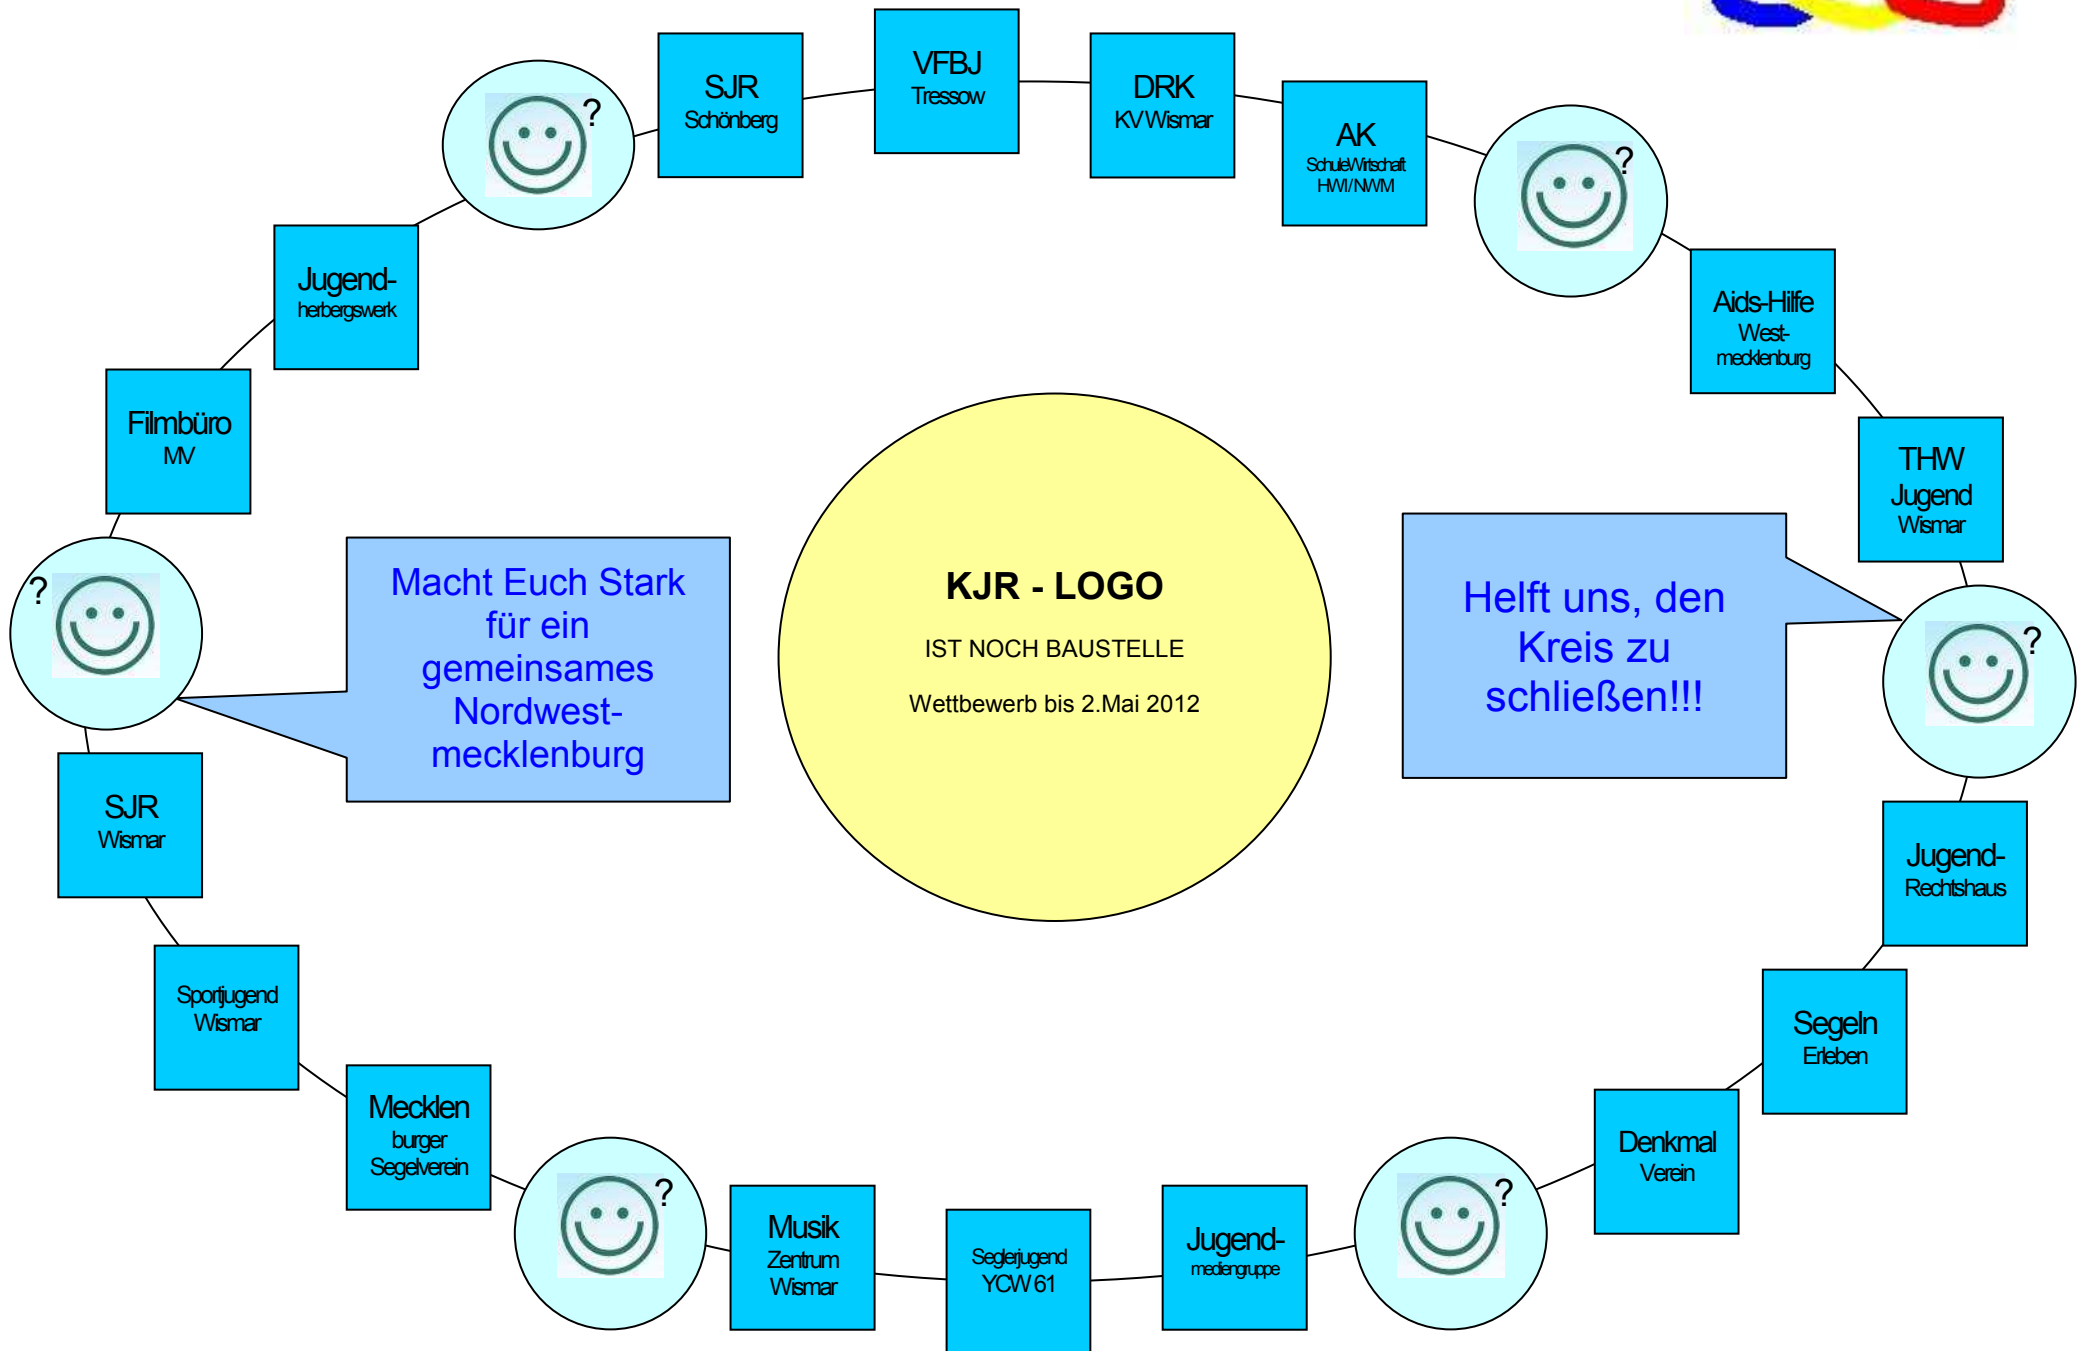 ?
SJR
Schönberg
VFBJ
Tressow
DRK
KV Wismar
AK
SchuleWirtschaft
HWI/NWM
?
Jugend-
herbergswerk
Aids-Hilfe
West-
mecklenburg
Filmbüro
MV
THW
Jugend
Wismar
?
Macht Euch Stark
für ein
gemeinsames
Nordwest-
mecklenburg
KJR - LOGO
IST NOCH BAUSTELLE
Wettbewerb bis 2.Mai 2012
Helft uns, den
Kreis zu
schließen!!!
?
SJR
Wismar
Jugend-
Rechtshaus
Sportjugend
Wismar
Segeln
Erleben
Mecklen
burger
Segelverein
Denkmal
Verein
?
Musik
Zentrum
Wismar
Seglerjugend
YCW 61
Jugend-
mediengruppe
?